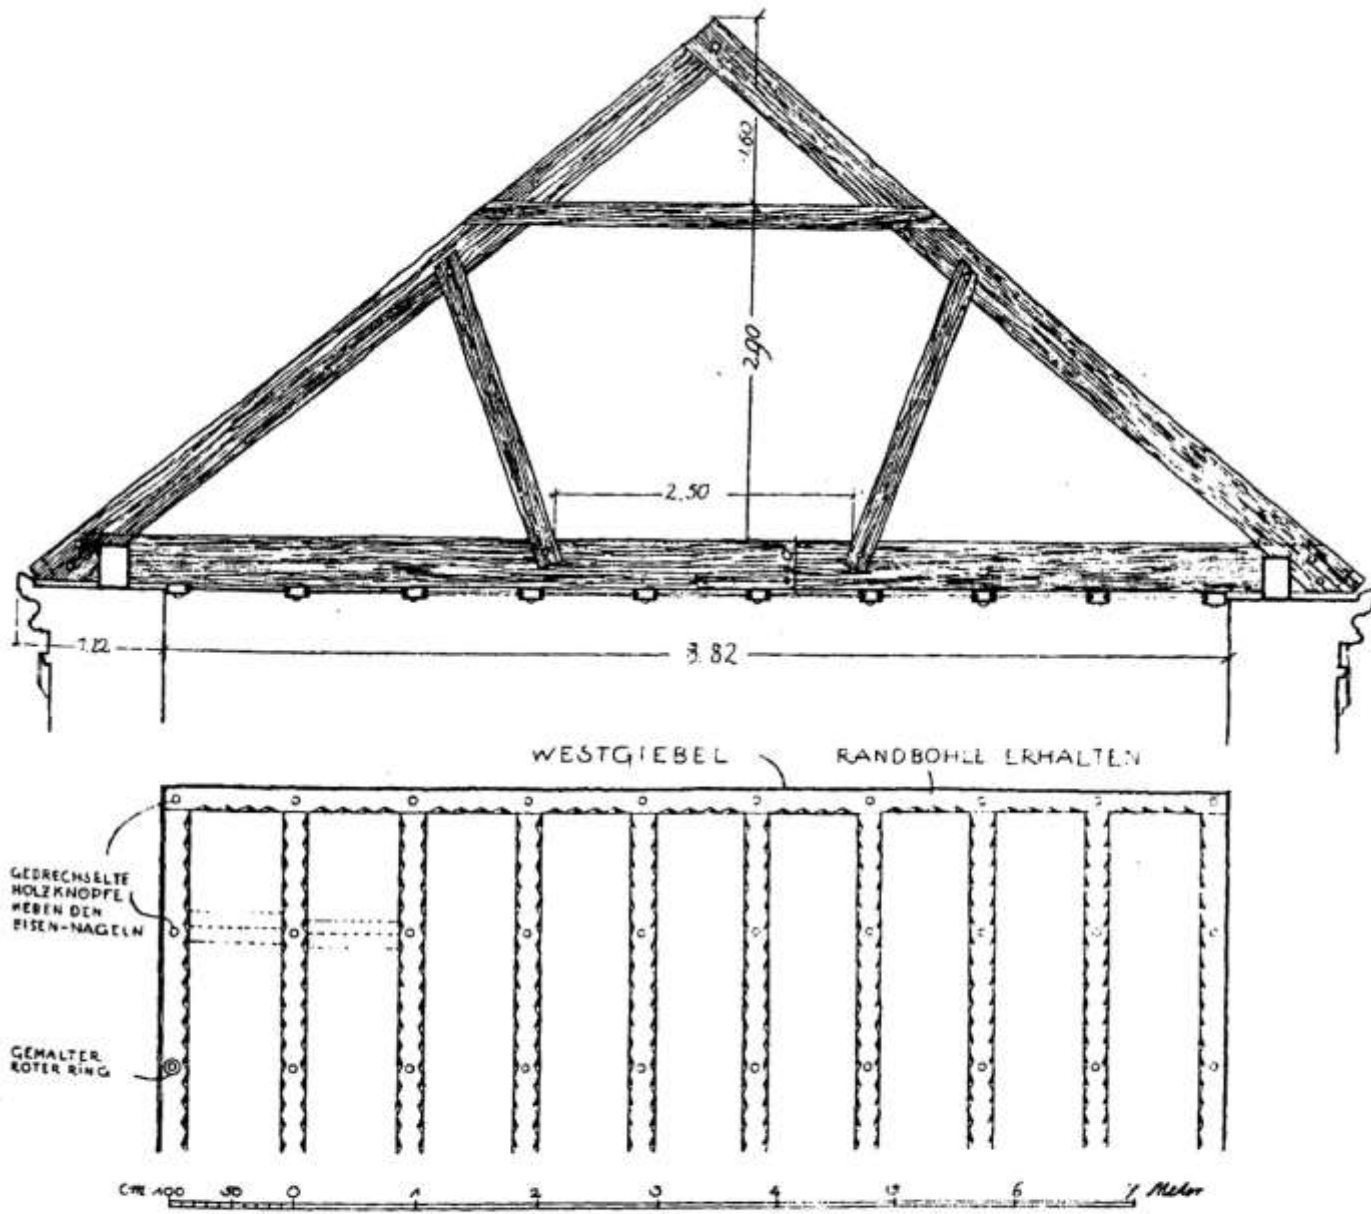 1.60
2.90
2.50
1.12
8.82
WESTGIEBEL
RANDBOHLE ERHALTEN
GEDRECHSELTE
HOLZKNÖPFE
NEBEN DEN
EISEN-NAGELN
GEMALTER
ROTER RING
cm 100 50 0 1 2 3 4 5 6 7 Meter